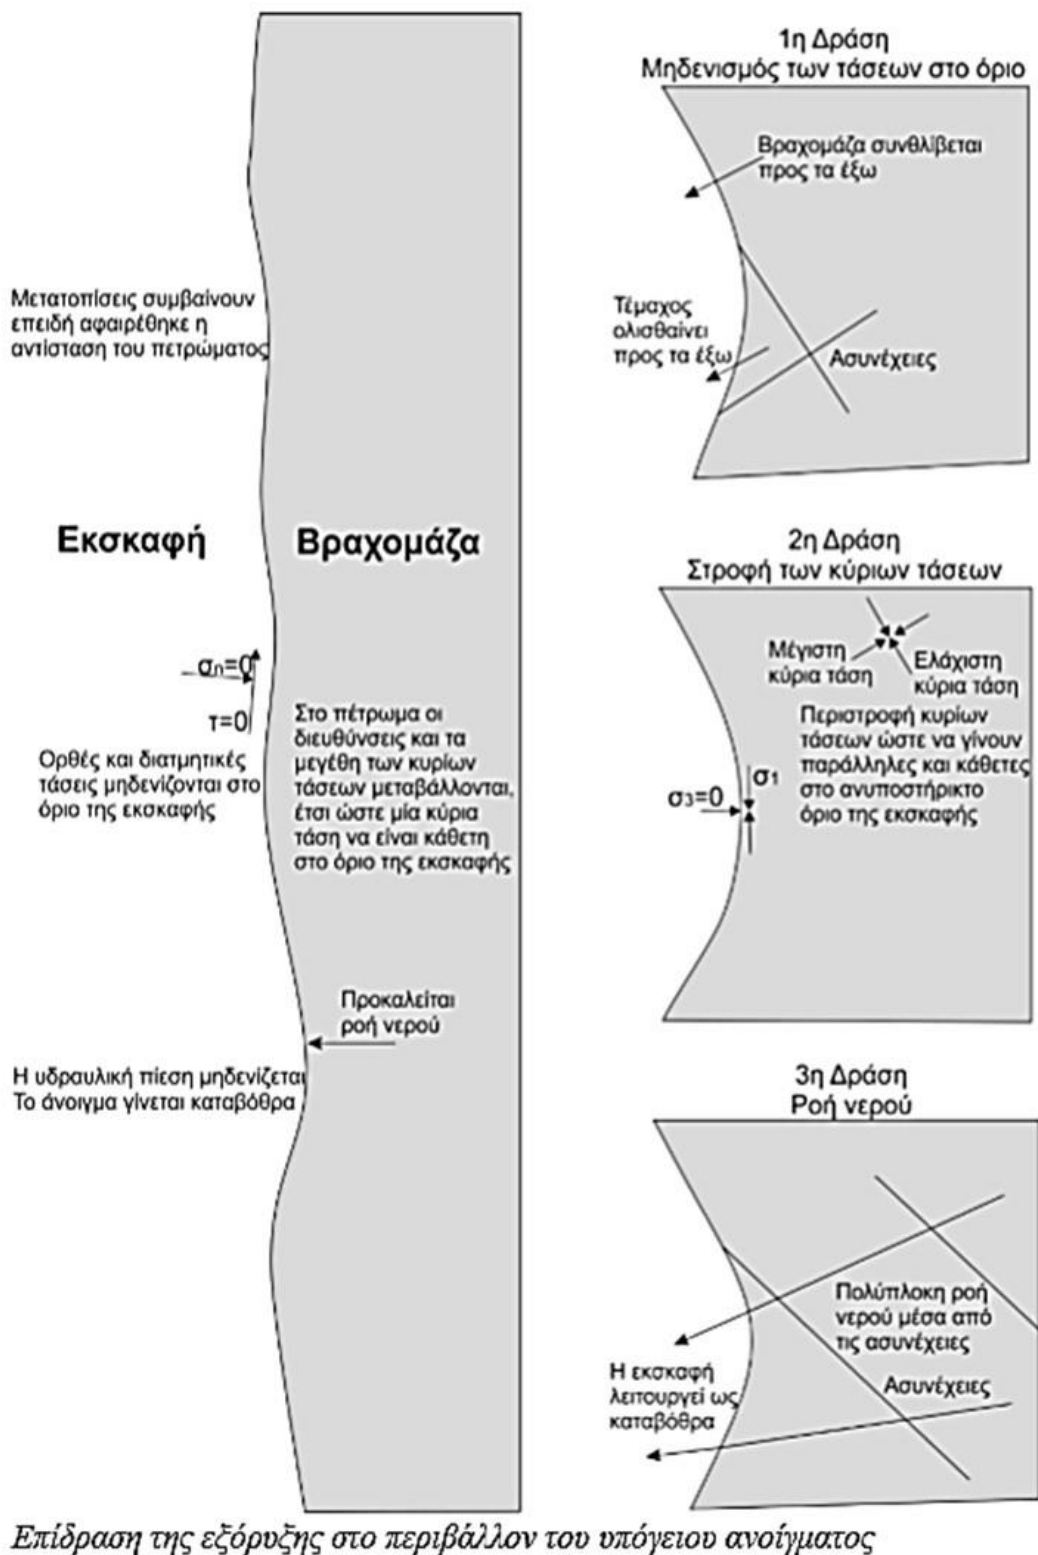 Μετατοπίσεις συμβαίνουν
επειδή αφαιρέθηκε η
αντίσταση του πετρώματος
Εκσκαφή
Βραχομάζα
σn=0
τ=0
Ορθές και διατμητικές
τάσεις μηδενίζονται στο
όριο της εκσκαφής
Στο πέτρωμα οι
διευθύνσεις και τα
μεγέθη των κυρίων
τάσεων μεταβάλλονται,
έτσι ώστε μία κύρια
τάση να είναι κάθετη
στο όριο της εκσκαφής
Προκαλείται
ροή νερού
Η υδραυλική πίεση μηδενίζεται
Το άνοιγμα γίνεται καταβόθρα
1η Δράση
Μηδενισμός των τάσεων στο όριο
Βραχομάζα συνθλίβεται
προς τα έξω
Τέμαχος
ολισθαίνει
προς τα έξω
Ασυνέχειες
2η Δράση
Στροφή των κύριων τάσεων
Μέγιστη
κύρια τάση
Ελάχιστη
κύρια τάση
Περιστροφή κυρίων
τάσεων ώστε να γίνουν
παράλληλες και κάθετες
στο ανυποστήρικτο
όριο της εκσκαφής
σ1
σ3=0
3η Δράση
Ροή νερού
Πολύπλοκη ροή
νερού μέσα από
τις ασυνέχειες
Η εκσκαφή
λειτουργεί ως
καταβόθρα
Ασυνέχειες
Επίδραση της εξόρυξης στο περιβάλλον του υπόγειου ανοίγματος